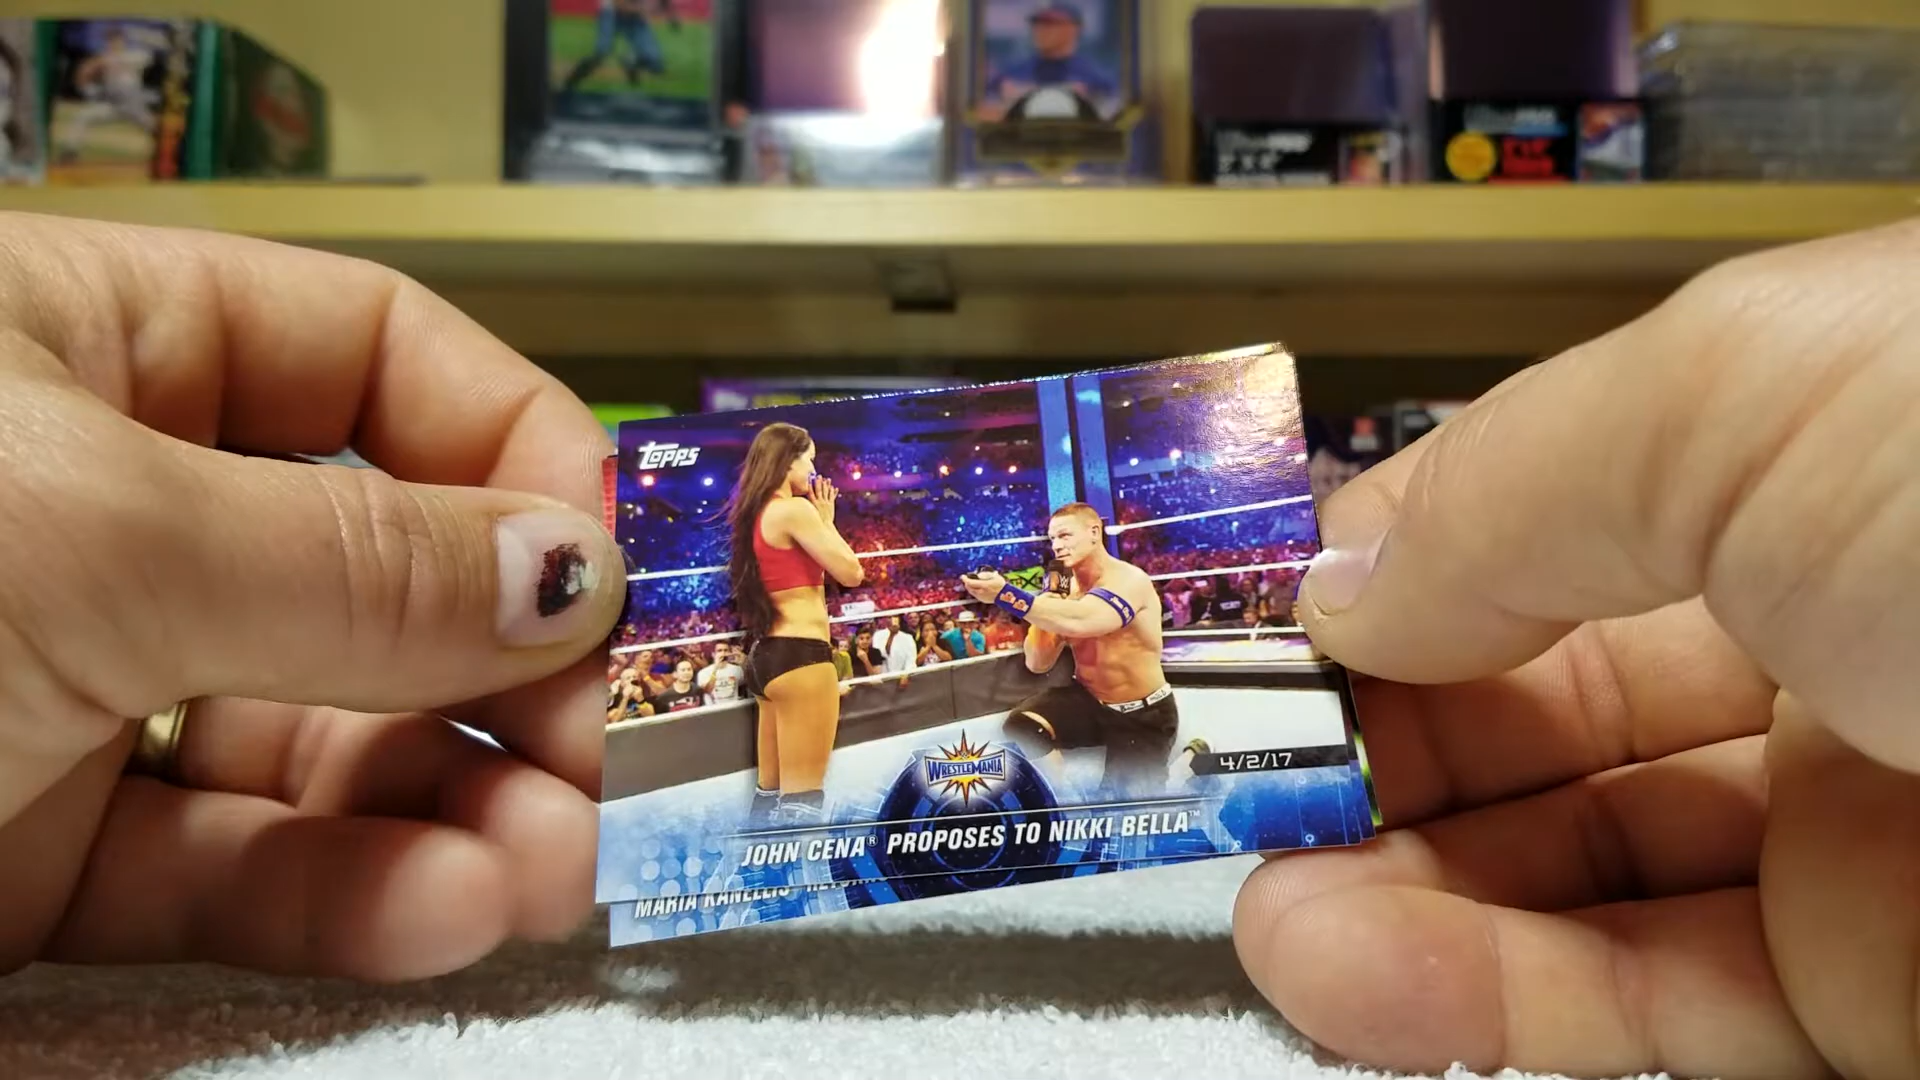 Topps
WRESTLEMANIA
4/2/17
JOHN CENA® PROPOSES TO NIKKI BELLA™
MARIA KANELLIS